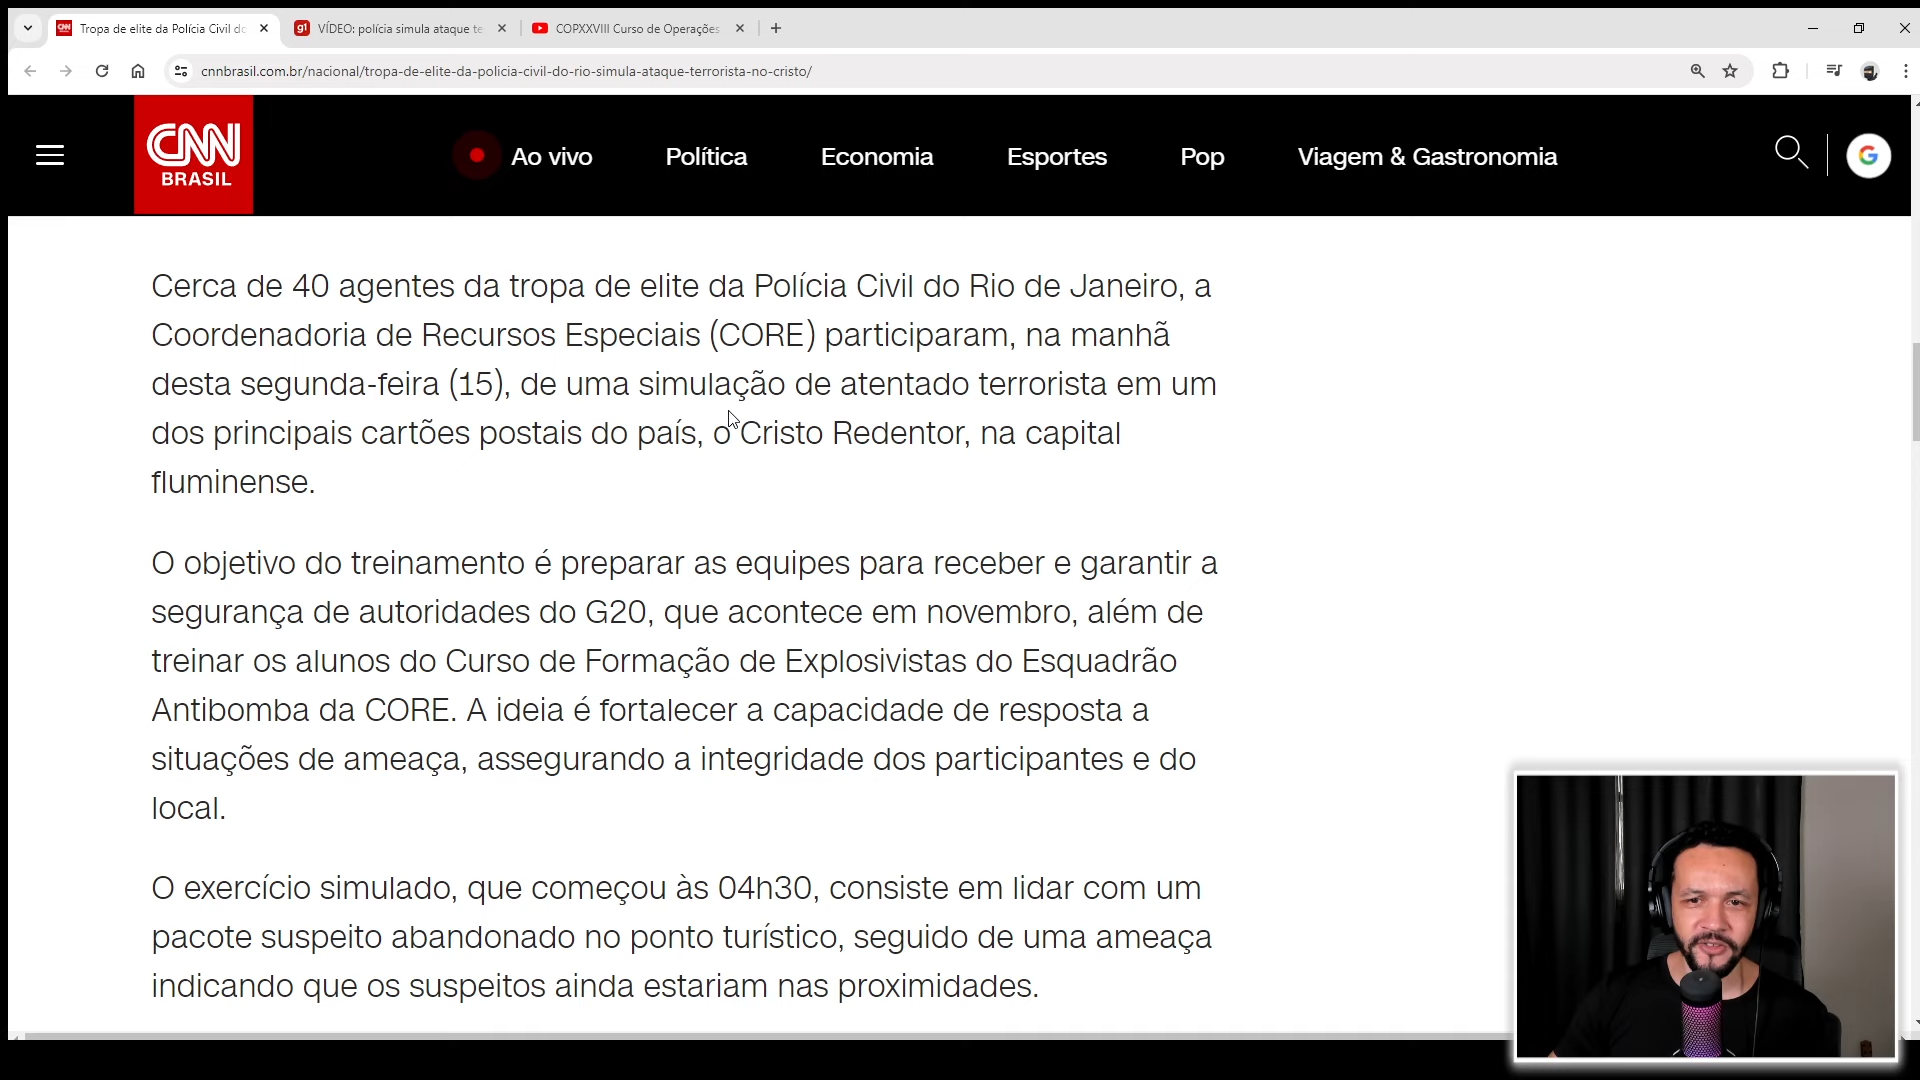 Tropa de elite da Polícia Civil do
VÍDEO: polícia simula ataque te
COPXXVIII Curso de Operações
cnnbrasil.com.br/nacional/tropa-de-elite-da-policia-civil-do-rio-simula-ataque-terrorista-no-cristo/
CNN
BRASIL
Ao vivo
Política
Economia
Esportes
Pop
Viagem & Gastronomia
Cerca de 40 agentes da tropa de elite da Polícia Civil do Rio de Janeiro, a
Coordenadoria de Recursos Especiais (CORE) participaram, na manhã
desta segunda-feira (15), de uma simulação de atentado terrorista em um
dos principais cartões postais do país, o Cristo Redentor, na capital
fluminense.
O objetivo do treinamento é preparar as equipes para receber e garantir a
segurança de autoridades do G20, que acontece em novembro, além de
treinar os alunos do Curso de Formação de Explosivistas do Esquadrão
Antibomba da CORE. A ideia é fortalecer a capacidade de resposta a
situações de ameaça, assegurando a integridade dos participantes e do
local.
O exercício simulado, que começou às 04h30, consiste em lidar com um
pacote suspeito abandonado no ponto turístico, seguido de uma ameaça
indicando que os suspeitos ainda estariam nas proximidades.